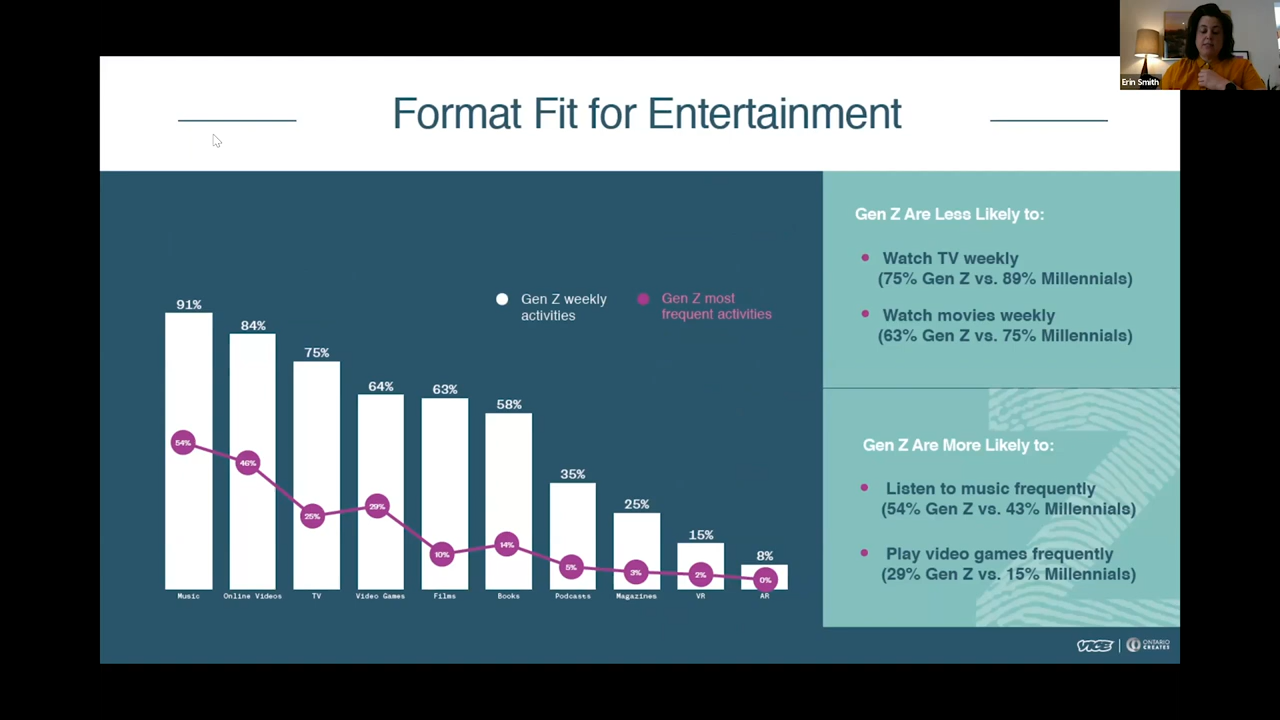 Erin Smith
Format Fit for Entertainment
Gen Z weekly
activities
Gen Z most
frequent activities
91%
84%
75%
64%
63%
58%
35%
25%
15%
8%
54%
46%
25%
29%
10%
14%
5%
3%
2%
0%
Music
Online Videos
TV
Video Games
Films
Books
Podcasts
Magazines
VR
AR
Gen Z Are Less Likely to:
Watch TV weekly
(75% Gen Z vs. 89% Millennials)
Watch movies weekly
(63% Gen Z vs. 75% Millennials)
Gen Z Are More Likely to:
Listen to music frequently
(54% Gen Z vs. 43% Millennials)
Play video games frequently
(29% Gen Z vs. 15% Millennials)
VICE
ONTARIO
CREATES